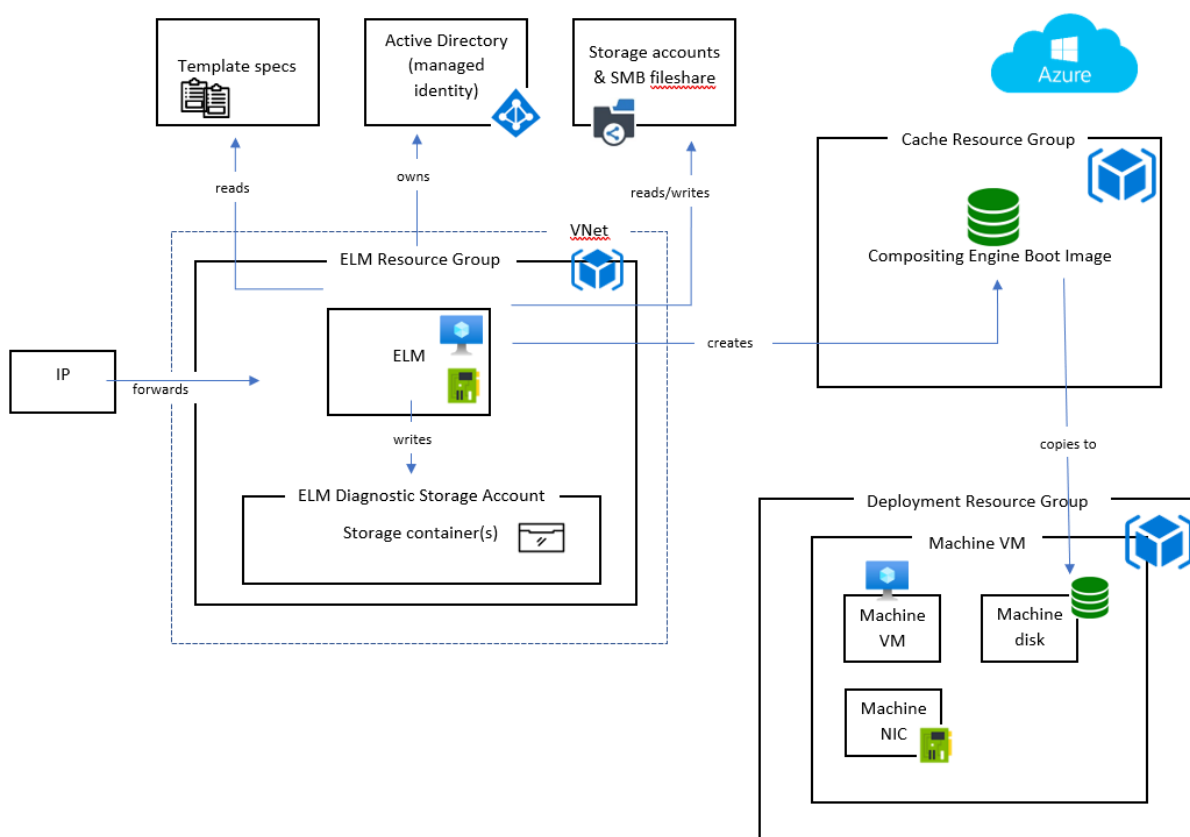 Template specs
Active Directory
(managed
identity)
Storage accounts
& SMB fileshare
Azure
reads
owns
reads/writes
Cache Resource Group
Compositing Engine Boot Image
VNet
ELM Resource Group
ELM
creates
IP
forwards
writes
copies to
ELM Diagnostic Storage Account
Storage container(s)
Deployment Resource Group
Machine VM
Machine
VM
Machine
disk
Machine
NIC